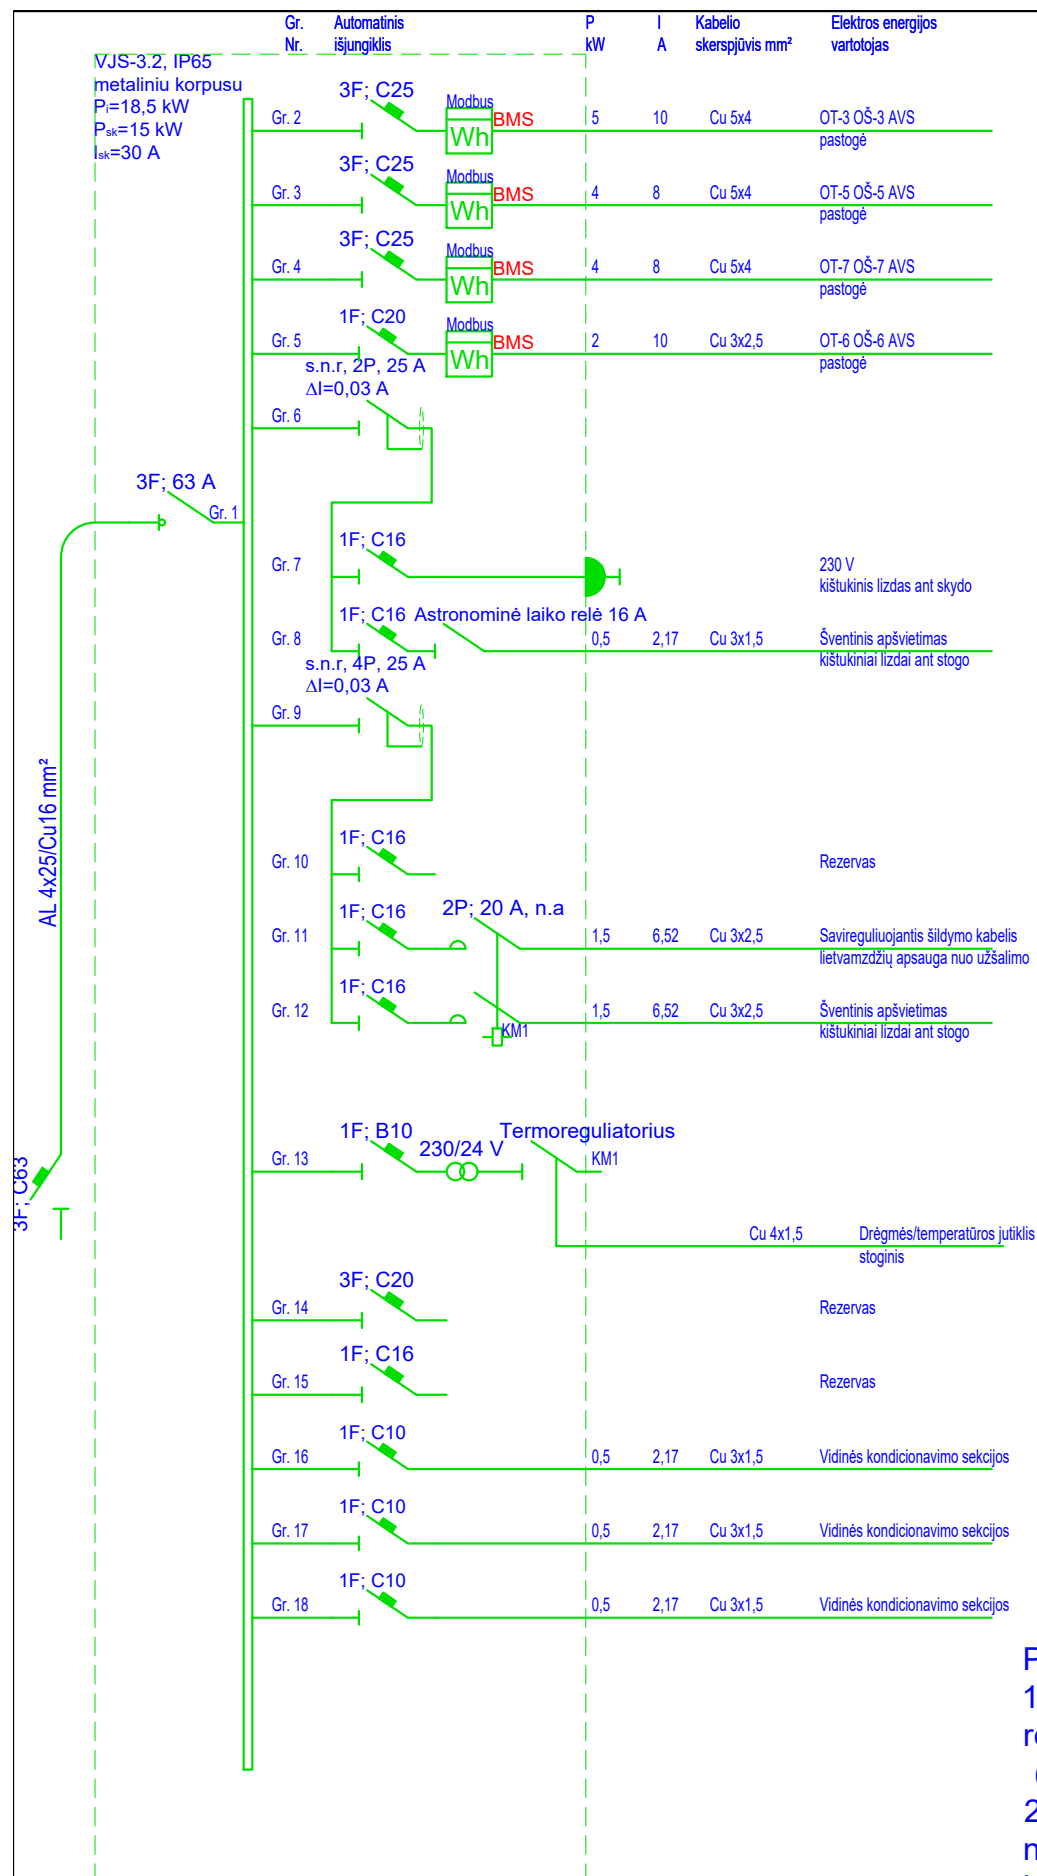 Gr. Automatinis P I Kabelio Elektros energijos
Nr. išjungiklis kW A skerspjūvis mm² vartotojas
VJS-3.2, IP65
metaliniu korpusu
Pi=18,5 kW
Psk=15 kW
Isk=30 A
3F; C25 Modbus
Gr. 2 Wh BMS 5 10 Cu 5x4 OT-3 OŠ-3 AVS
pastogė
3F; C25 Modbus
Gr. 3 Wh BMS 4 8 Cu 5x4 OT-5 OŠ-5 AVS
pastogė
3F; C25 Modbus
Gr. 4 Wh BMS 4 8 Cu 5x4 OT-7 OŠ-7 AVS
pastogė
1F; C20 Modbus
Gr. 5 Wh BMS 2 10 Cu 3x2,5 OT-6 OŠ-6 AVS
pastogė
s.n.r, 2P, 25 A
ΔI=0,03 A
Gr. 6
3F; 63 A
Gr. 1
1F; C16
Gr. 7 230 V
kištukinis lizdas ant skydo
1F; C16 Astronominė laiko relė 16 A
Gr. 8 0,5 2,17 Cu 3x1,5 Šventinis apšvietimas
kištukiniai lizdai ant stogo
s.n.r, 4P, 25 A
ΔI=0,03 A
Gr. 9
AL 4x25/Cu16 mm²
1F; C16
Gr. 10 Rezervas
1F; C16 2P; 20 A, n.a
Gr. 11 1,5 6,52 Cu 3x2,5 Savireguliuojantis šildymo kabelis
lietvamzdžių apsauga nuo užšalimo
1F; C16
Gr. 12 1,5 6,52 Cu 3x2,5 Šventinis apšvietimas
KM1 kištukiniai lizdai ant stogo
1F; B10 230/24 V Termoreguliatorius
Gr. 13 KM1
3F; C63
Cu 4x1,5 Drėgmės/temperatūros jutiklis
stoginis
3F; C20
Gr. 14 Rezervas
1F; C16
Gr. 15 Rezervas
1F; C10
Gr. 16 0,5 2,17 Cu 3x1,5 Vidinės kondicionavimo sekcijos
1F; C10
Gr. 17 0,5 2,17 Cu 3x1,5 Vidinės kondicionavimo sekcijos
1F; C10
Gr. 18 0,5 2,17 Cu 3x1,5 Vidinės kondicionavimo sekcijos